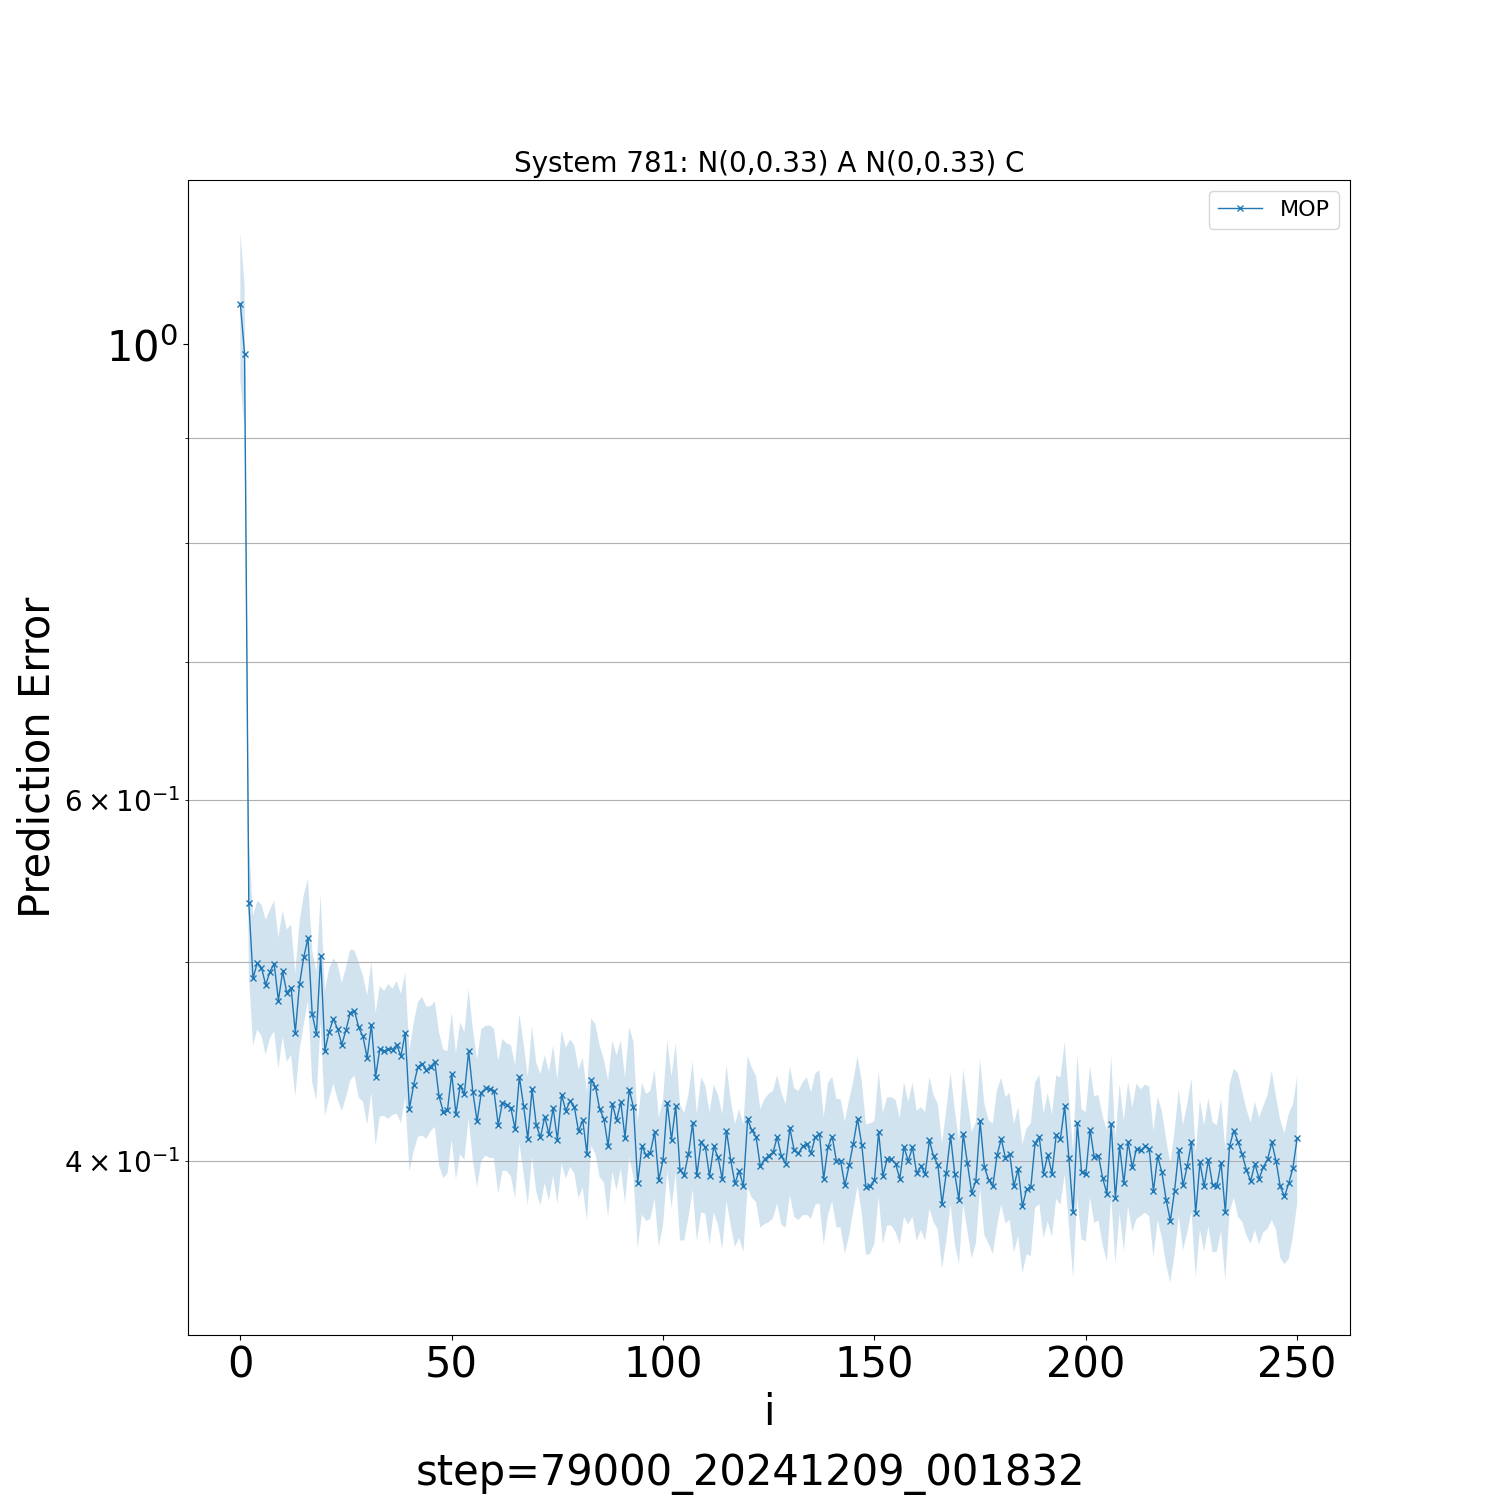 System 781: N(0,0.33) A N(0,0.33) C
MOP
10⁰
6 × 10⁻¹
4 × 10⁻¹
Prediction Error
0 50 100 150 200 250
i
step=79000_20241209_001832